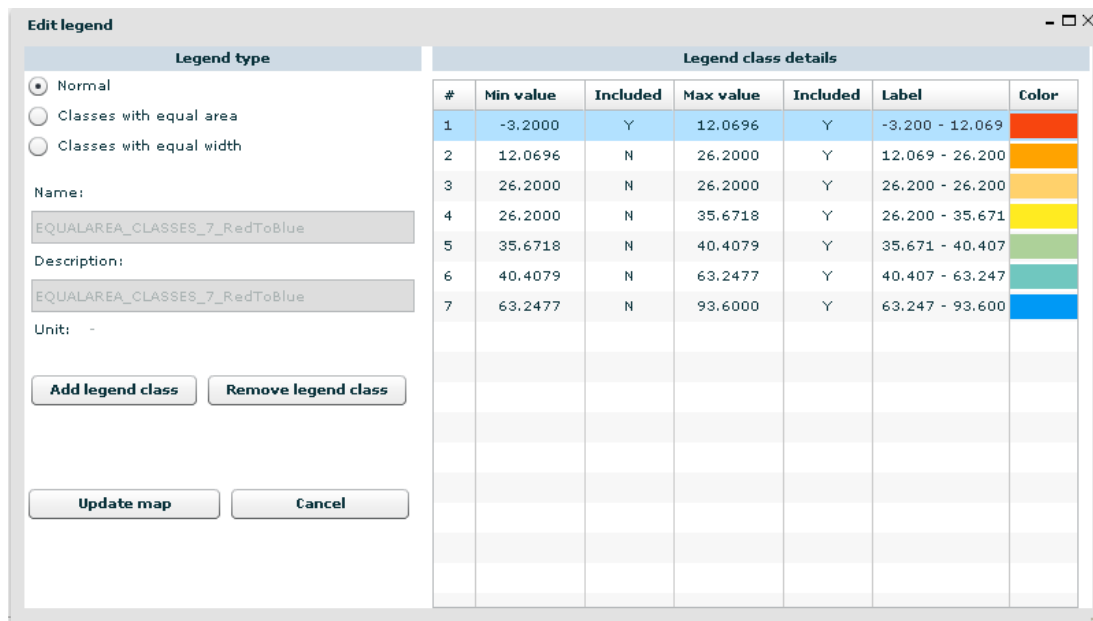 Edit legend
Legend type
Normal
Classes with equal area
Classes with equal width
Name:
EQUALAREA_CLASSES_7_RedToBlue
Description:
EQUALAREA_CLASSES_7_RedToBlue
Unit: -
Add legend class Remove legend class
Update map Cancel
Legend class details
# Min value Included Max value Included Label Color
1 -3.2000 Y 12.0696 Y -3.200 - 12.069
2 12.0696 N 26.2000 Y 12.069 - 26.200
3 26.2000 N 26.2000 Y 26.200 - 26.200
4 26.2000 N 35.6718 Y 26.200 - 35.671
5 35.6718 N 40.4079 Y 35.671 - 40.407
6 40.4079 N 63.2477 Y 40.407 - 63.247
7 63.2477 N 93.6000 Y 63.247 - 93.600